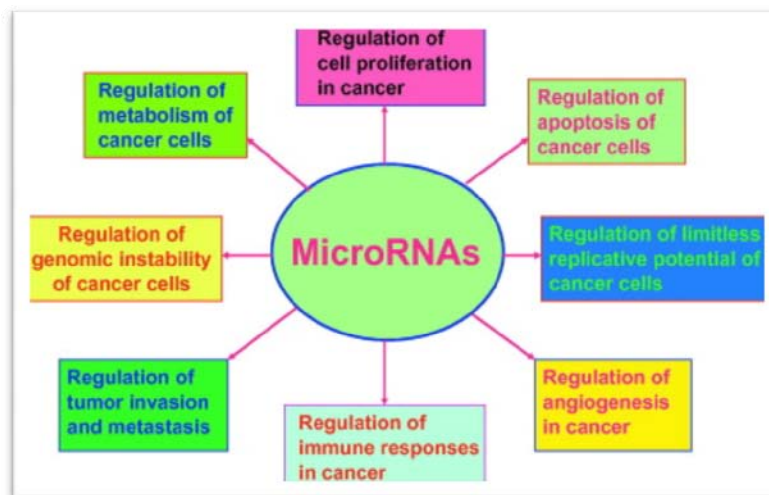 Regulation of
cell proliferation
in cancer
Regulation of
metabolism of
cancer cells
Regulation of
apoptosis of
cancer cells
MicroRNAs
Regulation of
genomic instability
of cancer cells
Regulation of limitless
replicative potential of
cancer cells
Regulation of
tumor invasion
and metastasis
Regulation of
immune responses
in cancer
Regulation of
angiogenesis
in cancer